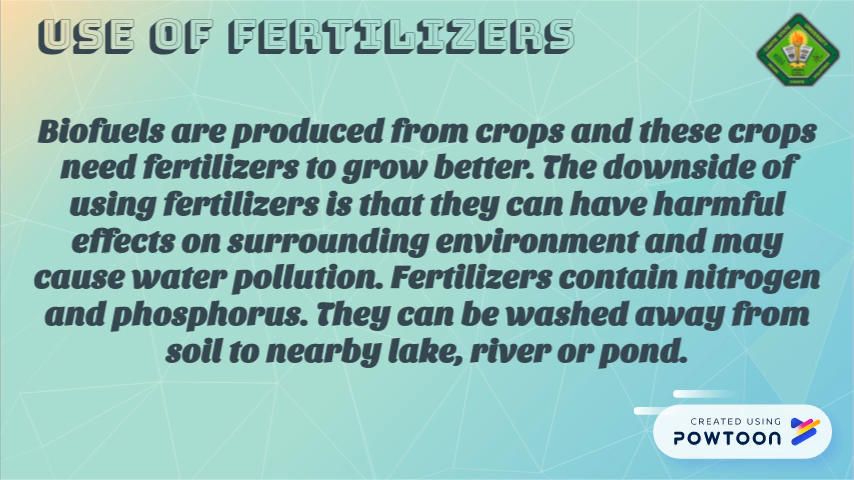 USE OF FERTILIZERS
Biofuels are produced from crops and these crops
need fertilizers to grow better. The downside of
using fertilizers is that they can have harmful
effects on surrounding environment and may
cause water pollution. Fertilizers contain nitrogen
and phosphorus. They can be washed away from
soil to nearby lake, river or pond.
CREATED USING
POWTOON